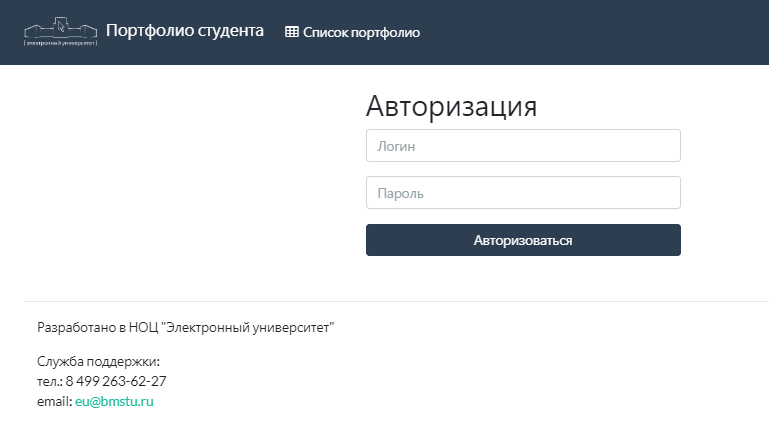 электронный университет
Портфолио студента
Список портфолио
Авторизация
Логин
Пароль
Авторизоваться
Разработано в НОЦ "Электронный университет"
Служба поддержки:
тел.: 8 499 263-62-27
email: eu@bmstu.ru